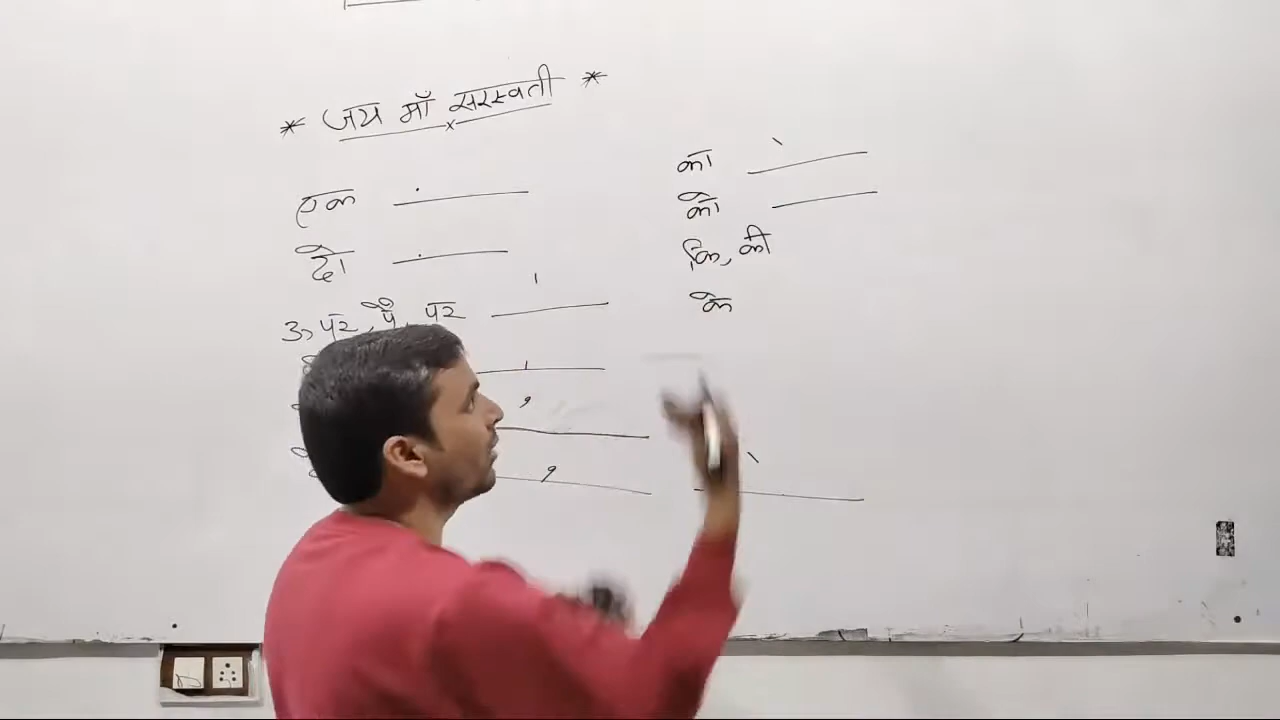 * जय माँ सरस्वती *
एक
दो
3, पर, पे, पर
का
को
कि, की
के